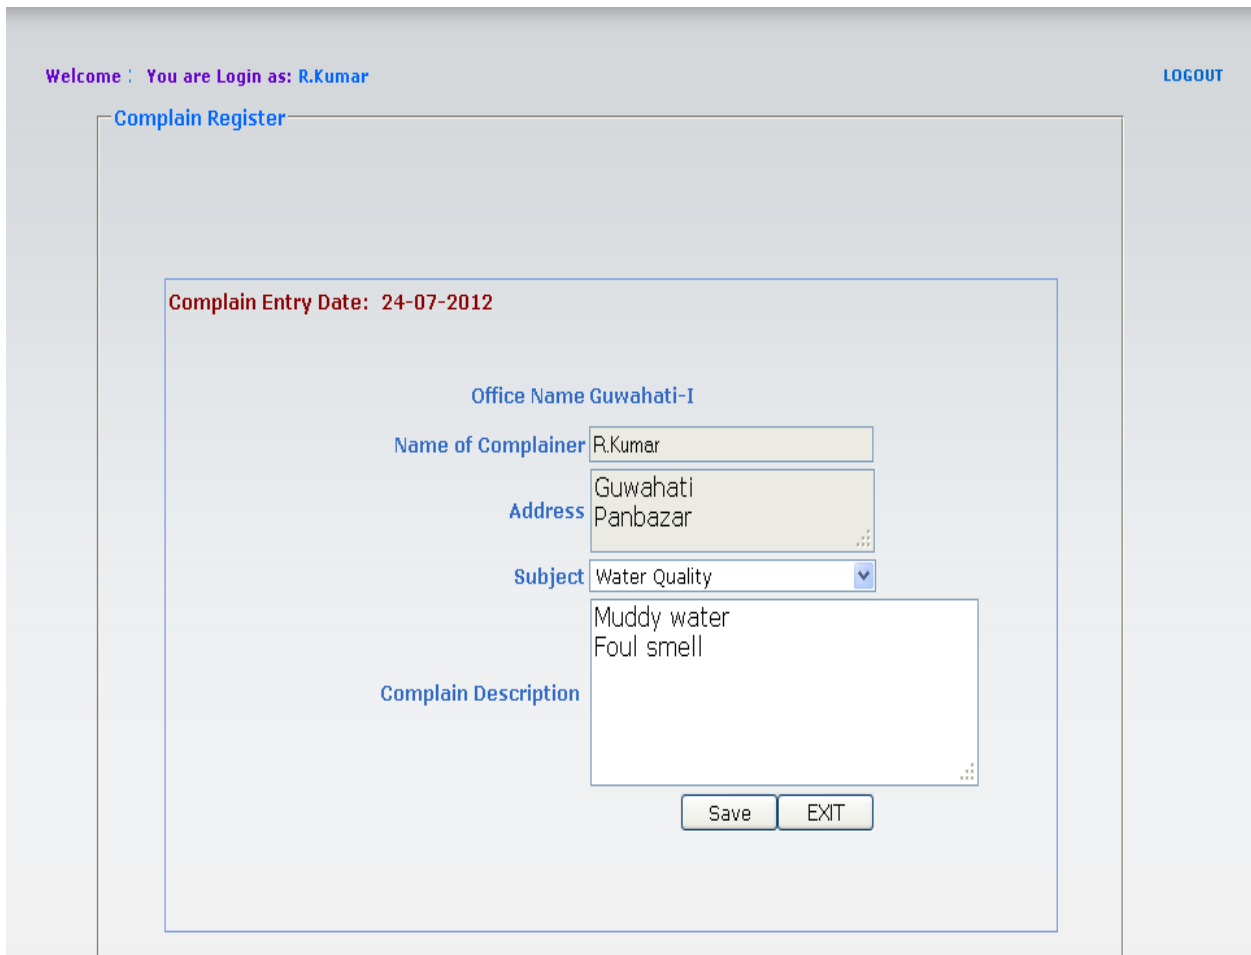 Welcome : You are Login as: R.Kumar
LOGOUT
Complain Register
Complain Entry Date: 24-07-2012
Office Name Guwahati-I
Name of Complainer R.Kumar
Address Guwahati
Panbazar
Subject Water Quality
Complain Description Muddy water
Foul smell
Save EXIT